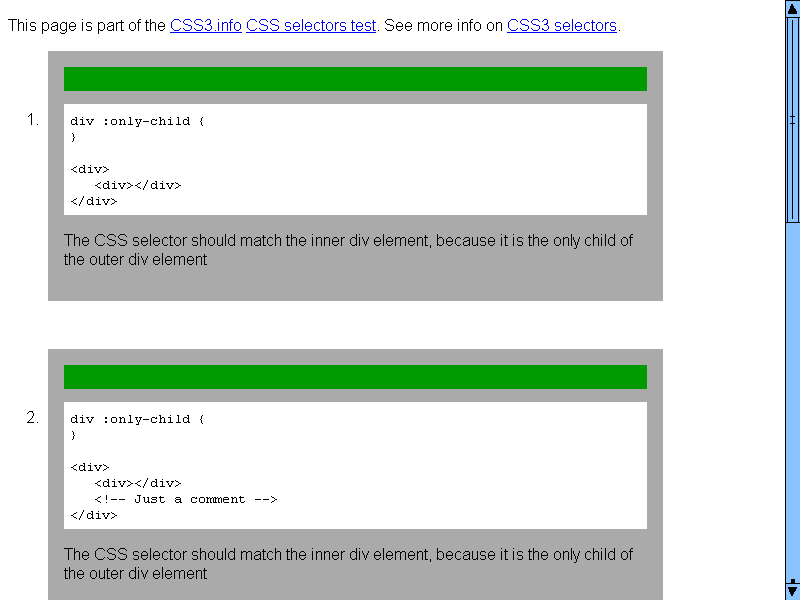 This page is part of the CSS3.info CSS selectors test. See more info on CSS3 selectors.
1.
div :only-child {
}
<div>
   <div></div>
</div>
The CSS selector should match the inner div element, because it is the only child of
the outer div element
2.
div :only-child {
}
<div>
   <div></div>
   <!-- Just a comment -->
</div>
The CSS selector should match the inner div element, because it is the only child of
the outer div element